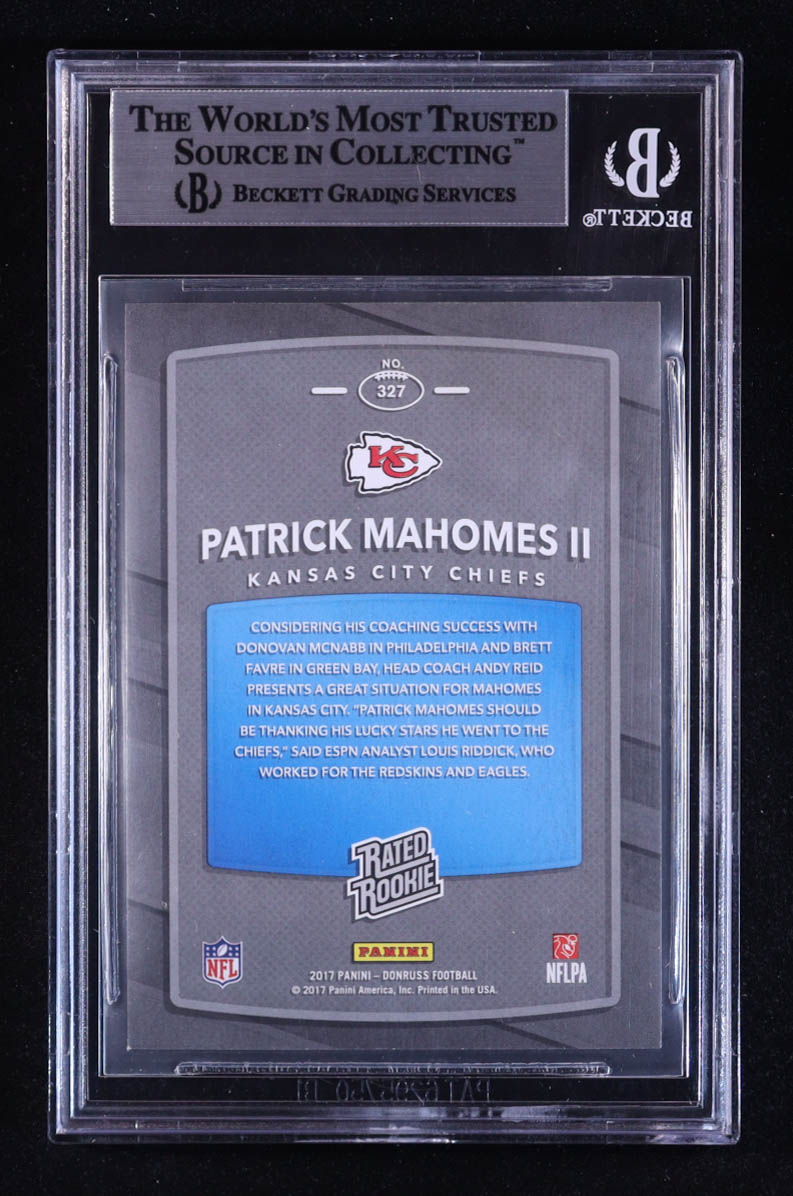 THE WORLD'S MOST TRUSTED
SOURCE IN COLLECTING™
B BECKETT GRADING SERVICES
B
BECKETT®
NO.
327
KC
PATRICK MAHOMES II
KANSAS CITY CHIEFS
CONSIDERING HIS COACHING SUCCESS WITH
DONOVAN MCNABB IN PHILADELPHIA AND BRETT
FAVRE IN GREEN BAY, HEAD COACH ANDY REID
PRESENTS A GREAT SITUATION FOR MAHOMES
IN KANSAS CITY. "PATRICK MAHOMES SHOULD
BE THANKING HIS LUCKY STARS HE WENT TO THE
CHIEFS," SAID ESPN ANALYST LOUIS RIDDICK, WHO
WORKED FOR THE REDSKINS AND EAGLES.
RATED
ROOKIE
NFL
PANINI
NFLPA
2017 PANINI – DONRUSS FOOTBALL
© 2017 Panini America, Inc. Printed in the USA.